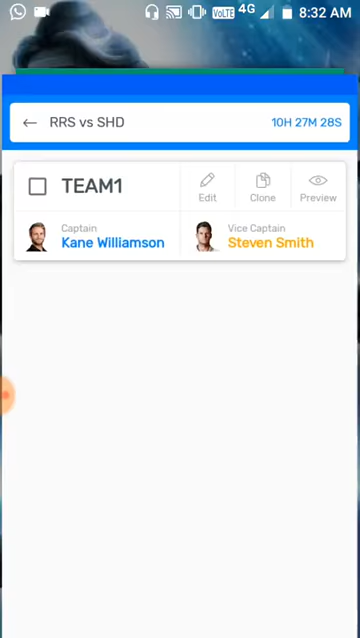 VoLTE 4G 8:32 AM
RRS vs SHD 10H 27M 28S
TEAM1
Edit Clone Preview
Captain
Kane Williamson
Vice Captain
Steven Smith